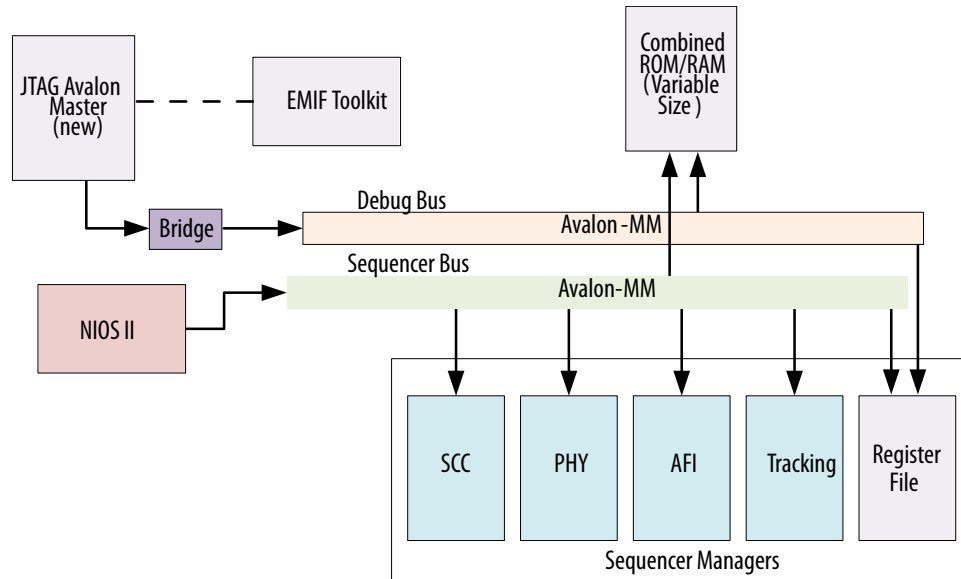 JTAG Avalon
Master
(new)
EMIF Toolkit
Combined
ROM/RAM
(Variable
Size )
Debug Bus
Bridge
Avalon -MM
Sequencer Bus
Avalon-MM
NIOS II
SCC
PHY
AFI
Tracking
Register
File
Sequencer Managers